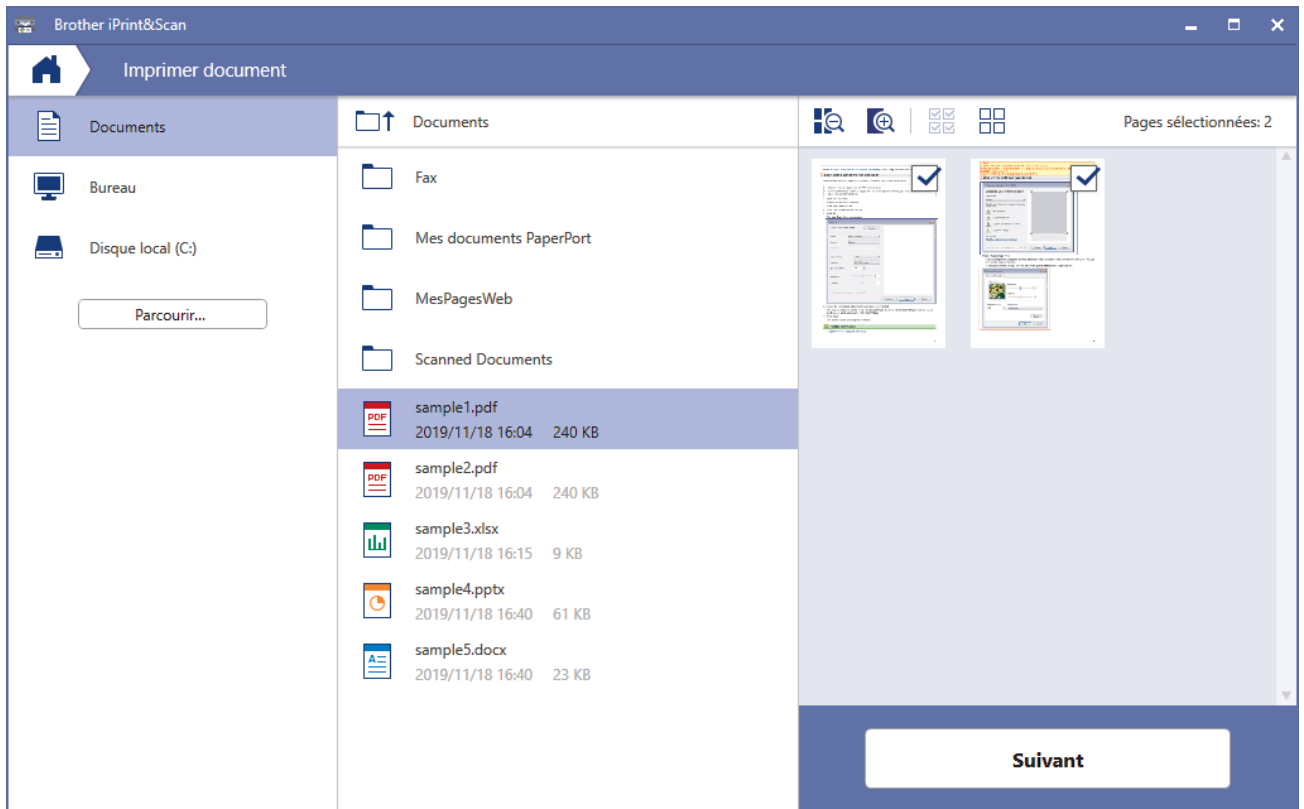 Brother iPrint&Scan
Imprimer document
Documents
Bureau
Disque local (C:)
Parcourir...
Documents
Fax
Mes documents PaperPort
MesPagesWeb
Scanned Documents
PDF
sample1.pdf
2019/11/18 16:04 240 KB
PDF
sample2.pdf
2019/11/18 16:04 240 KB
sample3.xlsx
2019/11/18 16:15 9 KB
sample4.pptx
2019/11/18 16:40 61 KB
A
sample5.docx
2019/11/18 16:40 23 KB
Pages sélectionnées: 2
Suivant